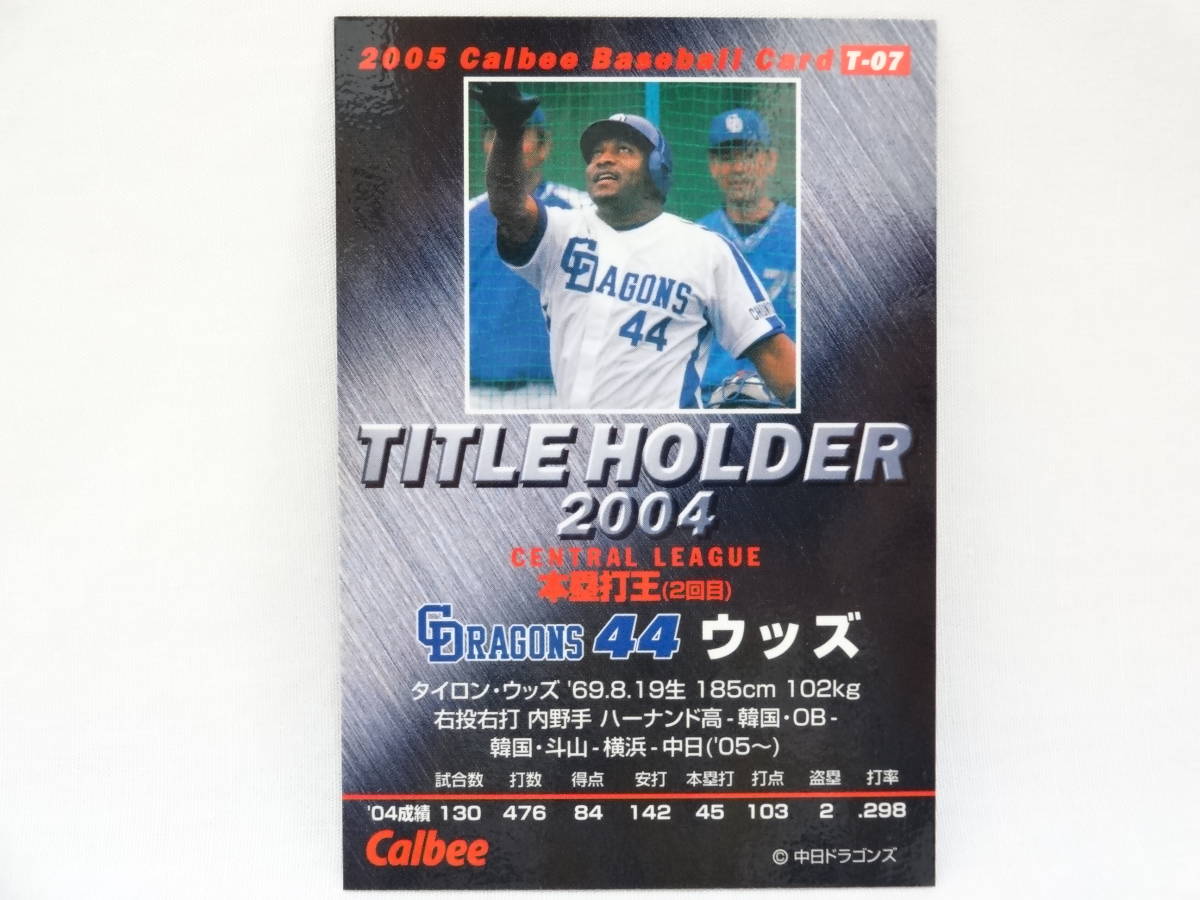 2005 Calbee Baseball Card T-07
DRAGONS
44
TITLE HOLDER
2004
CENTRAL LEAGUE
本塁打王(2回目)
DRAGONS 44 ウッズ
タイロン・ウッズ '69.8.19生 185cm 102kg
右投右打 内野手 ハーナンド高-韓国・OB-
韓国・斗山-横浜-中日('05〜)
試合数 打数 得点 安打 本塁打 打点 盗塁 打率
'04成績 130 476 84 142 45 103 2 .298
Calbee
© 中日ドラゴンズ